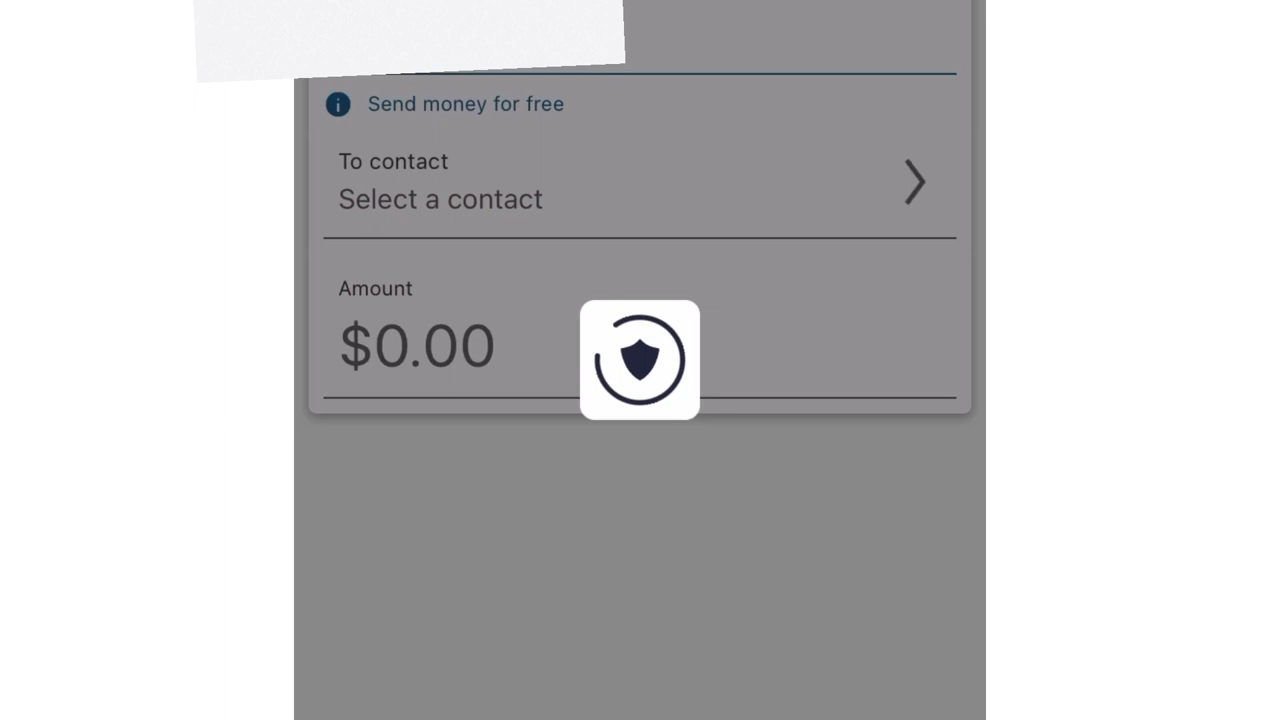 Send money for free
To contact
Select a contact
Amount
$0.00